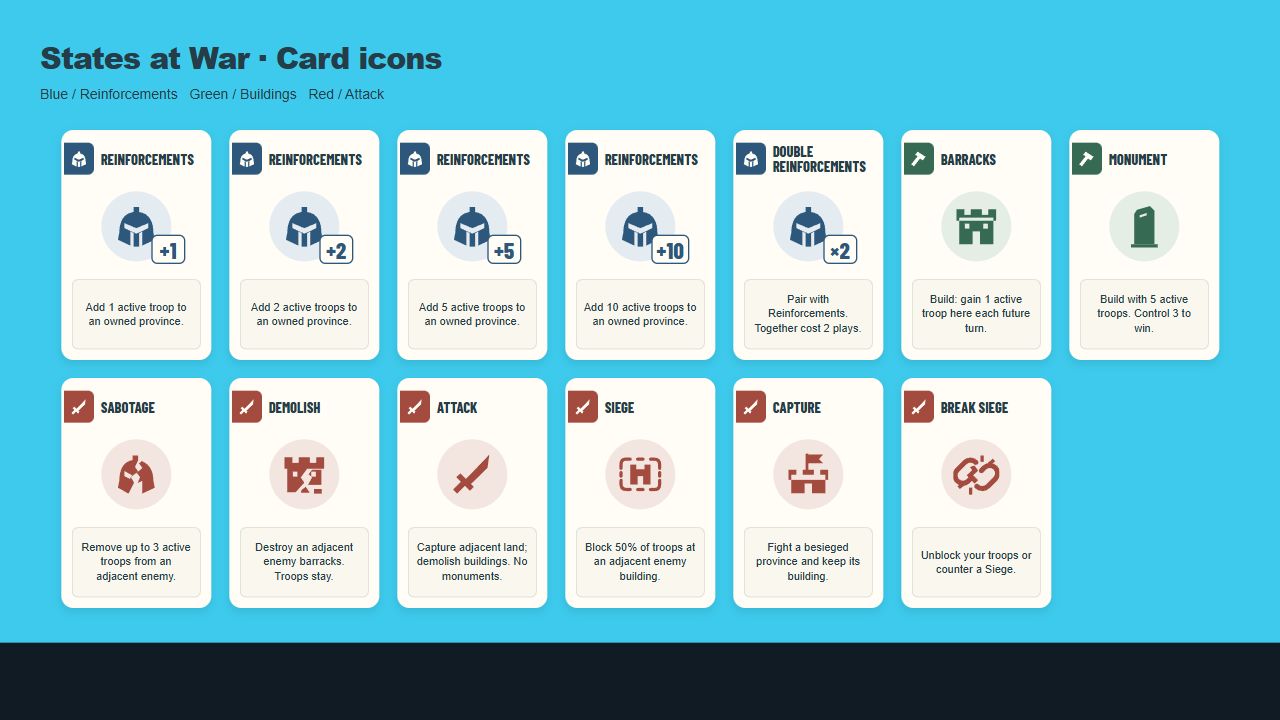 States at War · Card icons
Blue / Reinforcements Green / Buildings Red / Attack
REINFORCEMENTS
+1
Add 1 active troop to
an owned province.
REINFORCEMENTS
+2
Add 2 active troops to
an owned province.
REINFORCEMENTS
+5
Add 5 active troops to
an owned province.
REINFORCEMENTS
+10
Add 10 active troops to
an owned province.
DOUBLE
REINFORCEMENTS
×2
Pair with
Reinforcements.
Together cost 2 plays.
BARRACKS
Build: gain 1 active
troop here each future
turn.
MONUMENT
Build with 5 active
troops. Control 3 to
win.
SABOTAGE
Remove up to 3 active
troops from an
adjacent enemy.
DEMOLISH
Destroy an adjacent
enemy barracks.
Troops stay.
ATTACK
Capture adjacent land;
demolish buildings. No
monuments.
SIEGE
Block 50% of troops at
an adjacent enemy
building.
CAPTURE
Fight a besieged
province and keep its
building.
BREAK SIEGE
Unblock your troops or
counter a Siege.